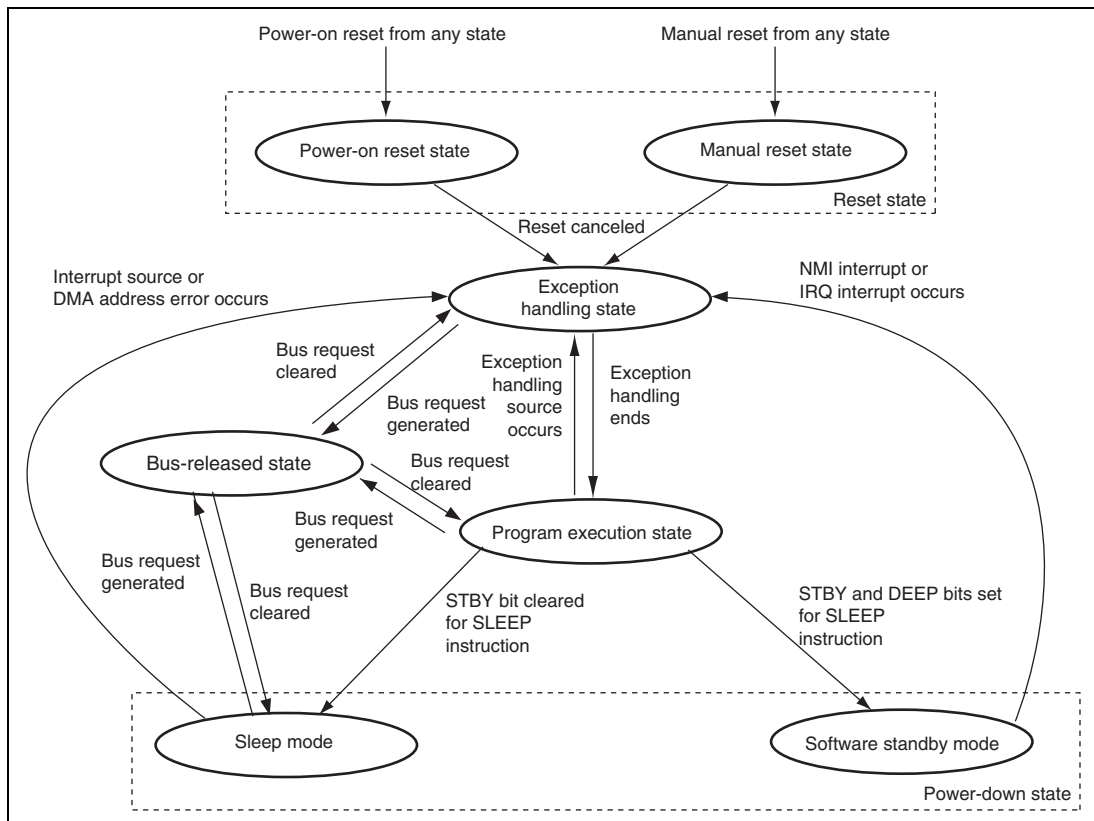 Power-on reset from any state
Manual reset from any state
Power-on reset state
Manual reset state
Reset state
Reset canceled
Interrupt source or
DMA address error occurs
Exception
handling state
NMI interrupt or
IRQ interrupt occurs
Bus request
cleared
Bus request
generated
Exception
handling
source
occurs
Exception
handling
ends
Bus-released state
Bus request
cleared
Bus request
generated
Program execution state
Bus request
generated
Bus request
cleared
STBY bit cleared
for SLEEP
instruction
STBY and DEEP bits set
for SLEEP
instruction
Sleep mode
Software standby mode
Power-down state